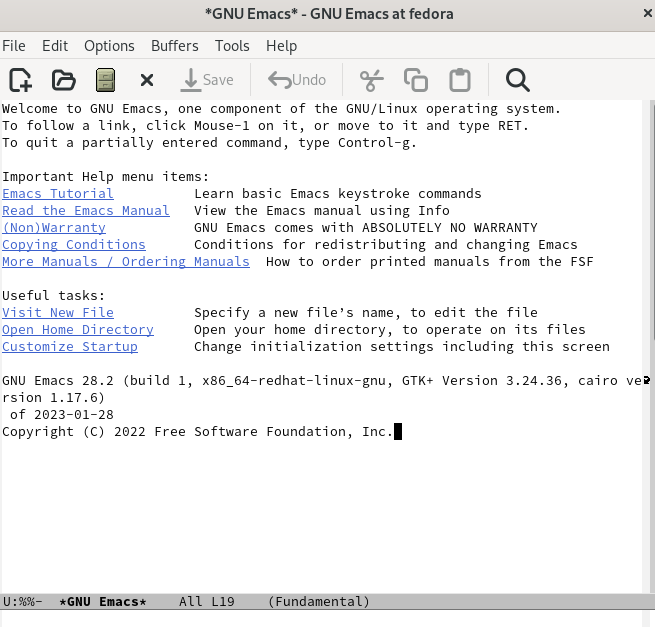 *GNU Emacs* - GNU Emacs at fedora
File Edit Options Buffers Tools Help
Save Undo
Welcome to GNU Emacs, one component of the GNU/Linux operating system.
To follow a link, click Mouse-1 on it, or move to it and type RET.
To quit a partially entered command, type Control-g.
Important Help menu items:
Emacs Tutorial Learn basic Emacs keystroke commands
Read the Emacs Manual View the Emacs manual using Info
(Non)Warranty GNU Emacs comes with ABSOLUTELY NO WARRANTY
Copying Conditions Conditions for redistributing and changing Emacs
More Manuals / Ordering Manuals How to order printed manuals from the FSF
Useful tasks:
Visit New File Specify a new file’s name, to edit the file
Open Home Directory Open your home directory, to operate on its files
Customize Startup Change initialization settings including this screen
GNU Emacs 28.2 (build 1, x86_64-redhat-linux-gnu, GTK+ Version 3.24.36, cairo ve
rsion 1.17.6)
of 2023-01-28
Copyright (C) 2022 Free Software Foundation, Inc.
U:%%- *GNU Emacs* All L19 (Fundamental)